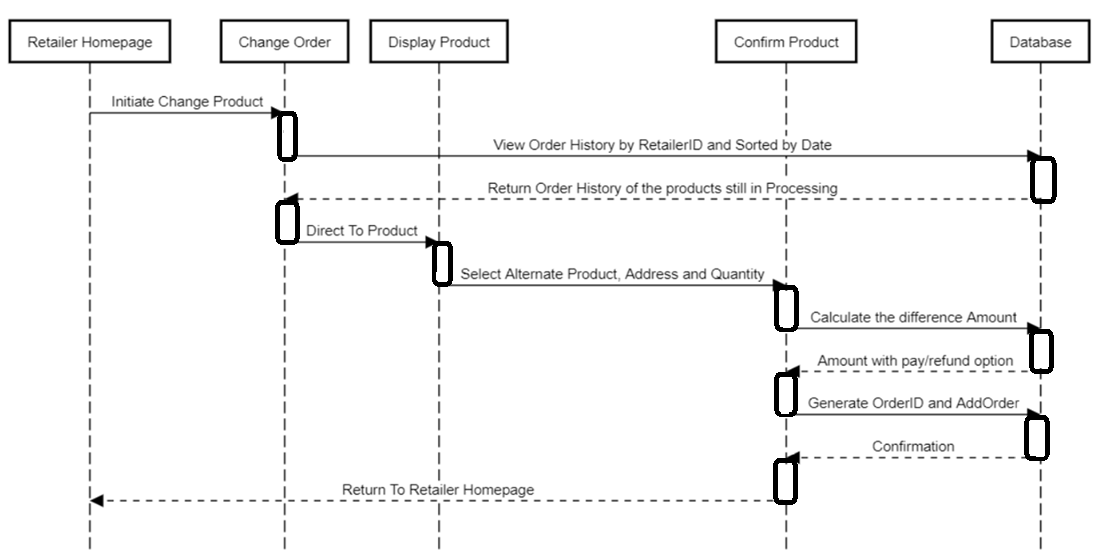 Retailer Homepage
Change Order
Display Product
Confirm Product
Database
Initiate Change Product
View Order History by RetailerID and Sorted by Date
Return Order History of the products still in Processing
Direct To Product
Select Alternate Product, Address and Quantity
Calculate the difference Amount
Amount with pay/refund option
Generate OrderID and AddOrder
Confirmation
Return To Retailer Homepage